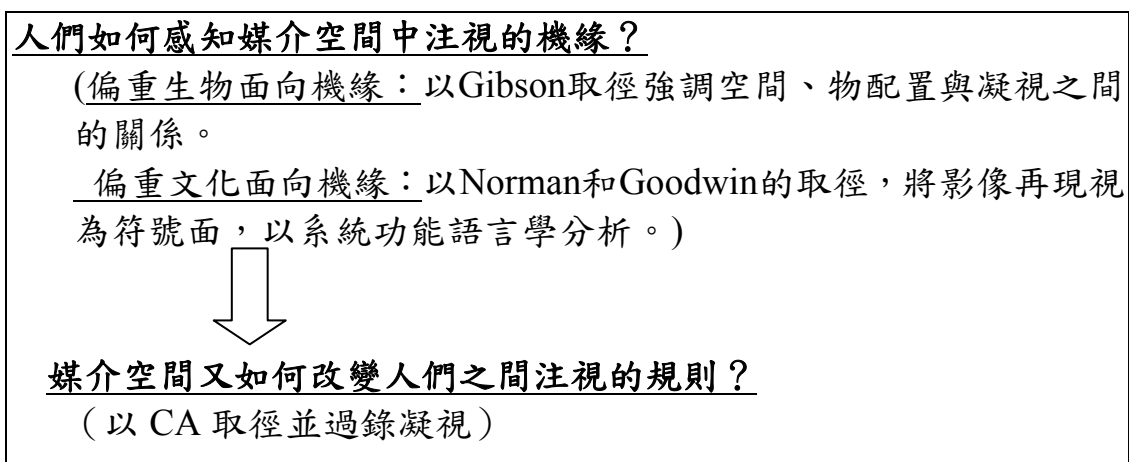 人們如何感知媒介空間中注視的機緣？
(偏重生物面向機緣：以Gibson取徑強調空間、物配置與凝視之間
的關係。
偏重文化面向機緣：以Norman和Goodwin的取徑，將影像再現視
為符號面，以系統功能語言學分析。)
媒介空間又如何改變人們之間注視的規則？
（以 CA 取徑並過錄凝視）